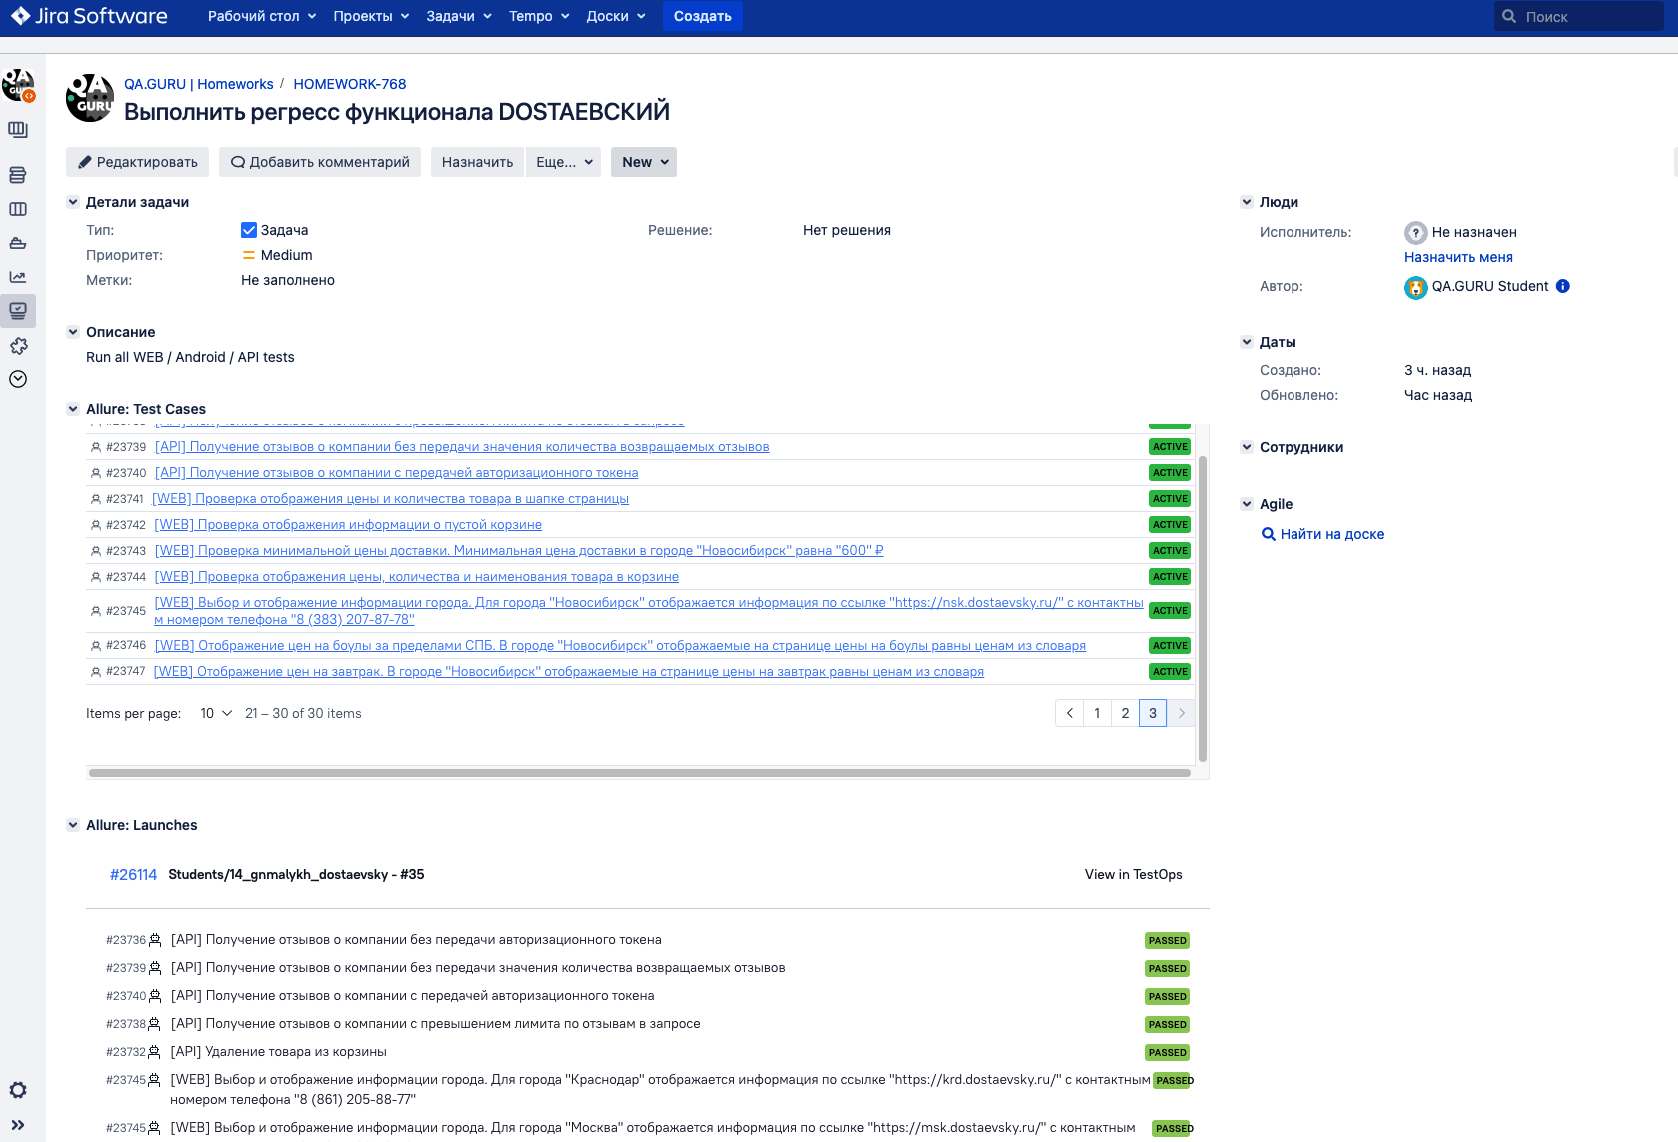 Jira Software
Рабочий стол Проекты Задачи Tempo Доски Создать Поиск
QA GURU
QA.GURU | Homeworks / HOMEWORK-768
Выполнить регресс функционала DOSTAЕВСКИЙ
Редактировать Добавить комментарий Назначить Еще... New
Детали задачи
Тип: Задача Решение: Нет решения
Приоритет: Medium
Метки: Не заполнено
Описание
Run all WEB / Android / API tests
Allure: Test Cases
#23739 [API] Получение отзывов о компании без передачи значения количества возвращаемых отзывов ACTIVE
#23740 [API] Получение отзывов о компании с передачей авторизационного токена ACTIVE
#23741 [WEB] Проверка отображения цены и количества товара в шапке страницы ACTIVE
#23742 [WEB] Проверка отображения информации о пустой корзине ACTIVE
#23743 [WEB] Проверка минимальной цены доставки. Минимальная цена доставки в городе "Новосибирск" равна "600" ₽ ACTIVE
#23744 [WEB] Проверка отображения цены, количества и наименования товара в корзине ACTIVE
#23745 [WEB] Выбор и отображение информации города. Для города "Новосибирск" отображается информация по ссылке "https://nsk.dostaevsky.ru/" с контактны
м номером телефона "8 (383) 207-87-78" ACTIVE
#23746 [WEB] Отображение цен на боулы за пределами СПБ. В городе "Новосибирск" отображаемые на странице цены на боулы равны ценам из словаря ACTIVE
#23747 [WEB] Отображение цен на завтрак. В городе "Новосибирск" отображаемые на странице цены на завтрак равны ценам из словаря ACTIVE
Items per page: 10 21 – 30 of 30 items 1 2 3
Allure: Launches
#26114 Students/14_gnmalykh_dostaevsky - #35 View in TestOps
#23736 [API] Получение отзывов о компании без передачи авторизационного токена PASSED
#23739 [API] Получение отзывов о компании без передачи значения количества возвращаемых отзывов PASSED
#23740 [API] Получение отзывов о компании с передачей авторизационного токена PASSED
#23738 [API] Получение отзывов о компании с превышением лимита по отзывам в запросе PASSED
#23732 [API] Удаление товара из корзины PASSED
#23745 [WEB] Выбор и отображение информации города. Для города "Краснодар" отображается информация по ссылке "https://krd.dostaevsky.ru/" с контактным PASSED
номером телефона "8 (861) 205-88-77"
#23745 [WEB] Выбор и отображение информации города. Для города "Москва" отображается информация по ссылке "https://msk.dostaevsky.ru/" с контактным PASSED
Люди
Исполнитель: Не назначен
Назначить меня
Автор: QA.GURU Student
Даты
Создано: 3 ч. назад
Обновлено: Час назад
Сотрудники
Agile
Найти на доске